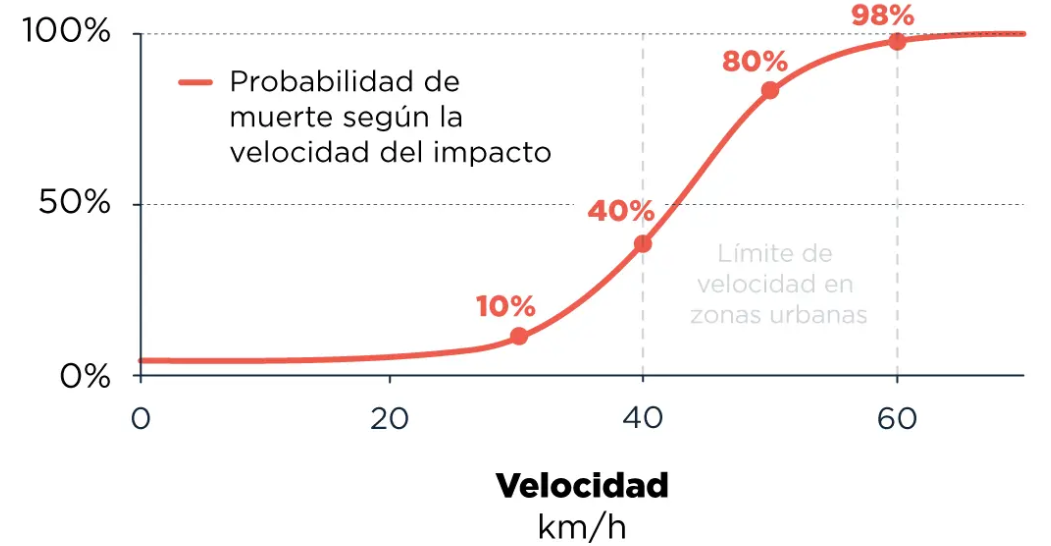 98%
100%
80%
Probabilidad de
muerte según la
velocidad del impacto
50%
40%
Límite de
velocidad en
zonas urbanas
10%
0%
0
20
40
60
Velocidad
km/h